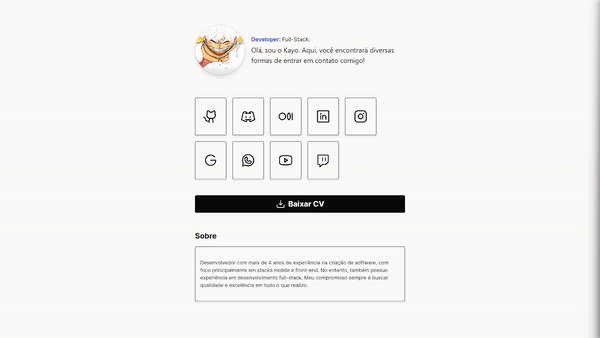 Developer: Full-Stack.
Olá, sou o Kayo. Aqui, você encontrará diversas
formas de entrar em contato comigo!
Baixar CV
Sobre
Desenvolvedor com mais de 4 anos de experiência na criação de software, com
foco principalmente em stacks mobile e front-end. No entanto, também possuo
experiência em desenvolvimento full-stack. Meu compromisso sempre é buscar
qualidade e excelência em tudo o que realizo.